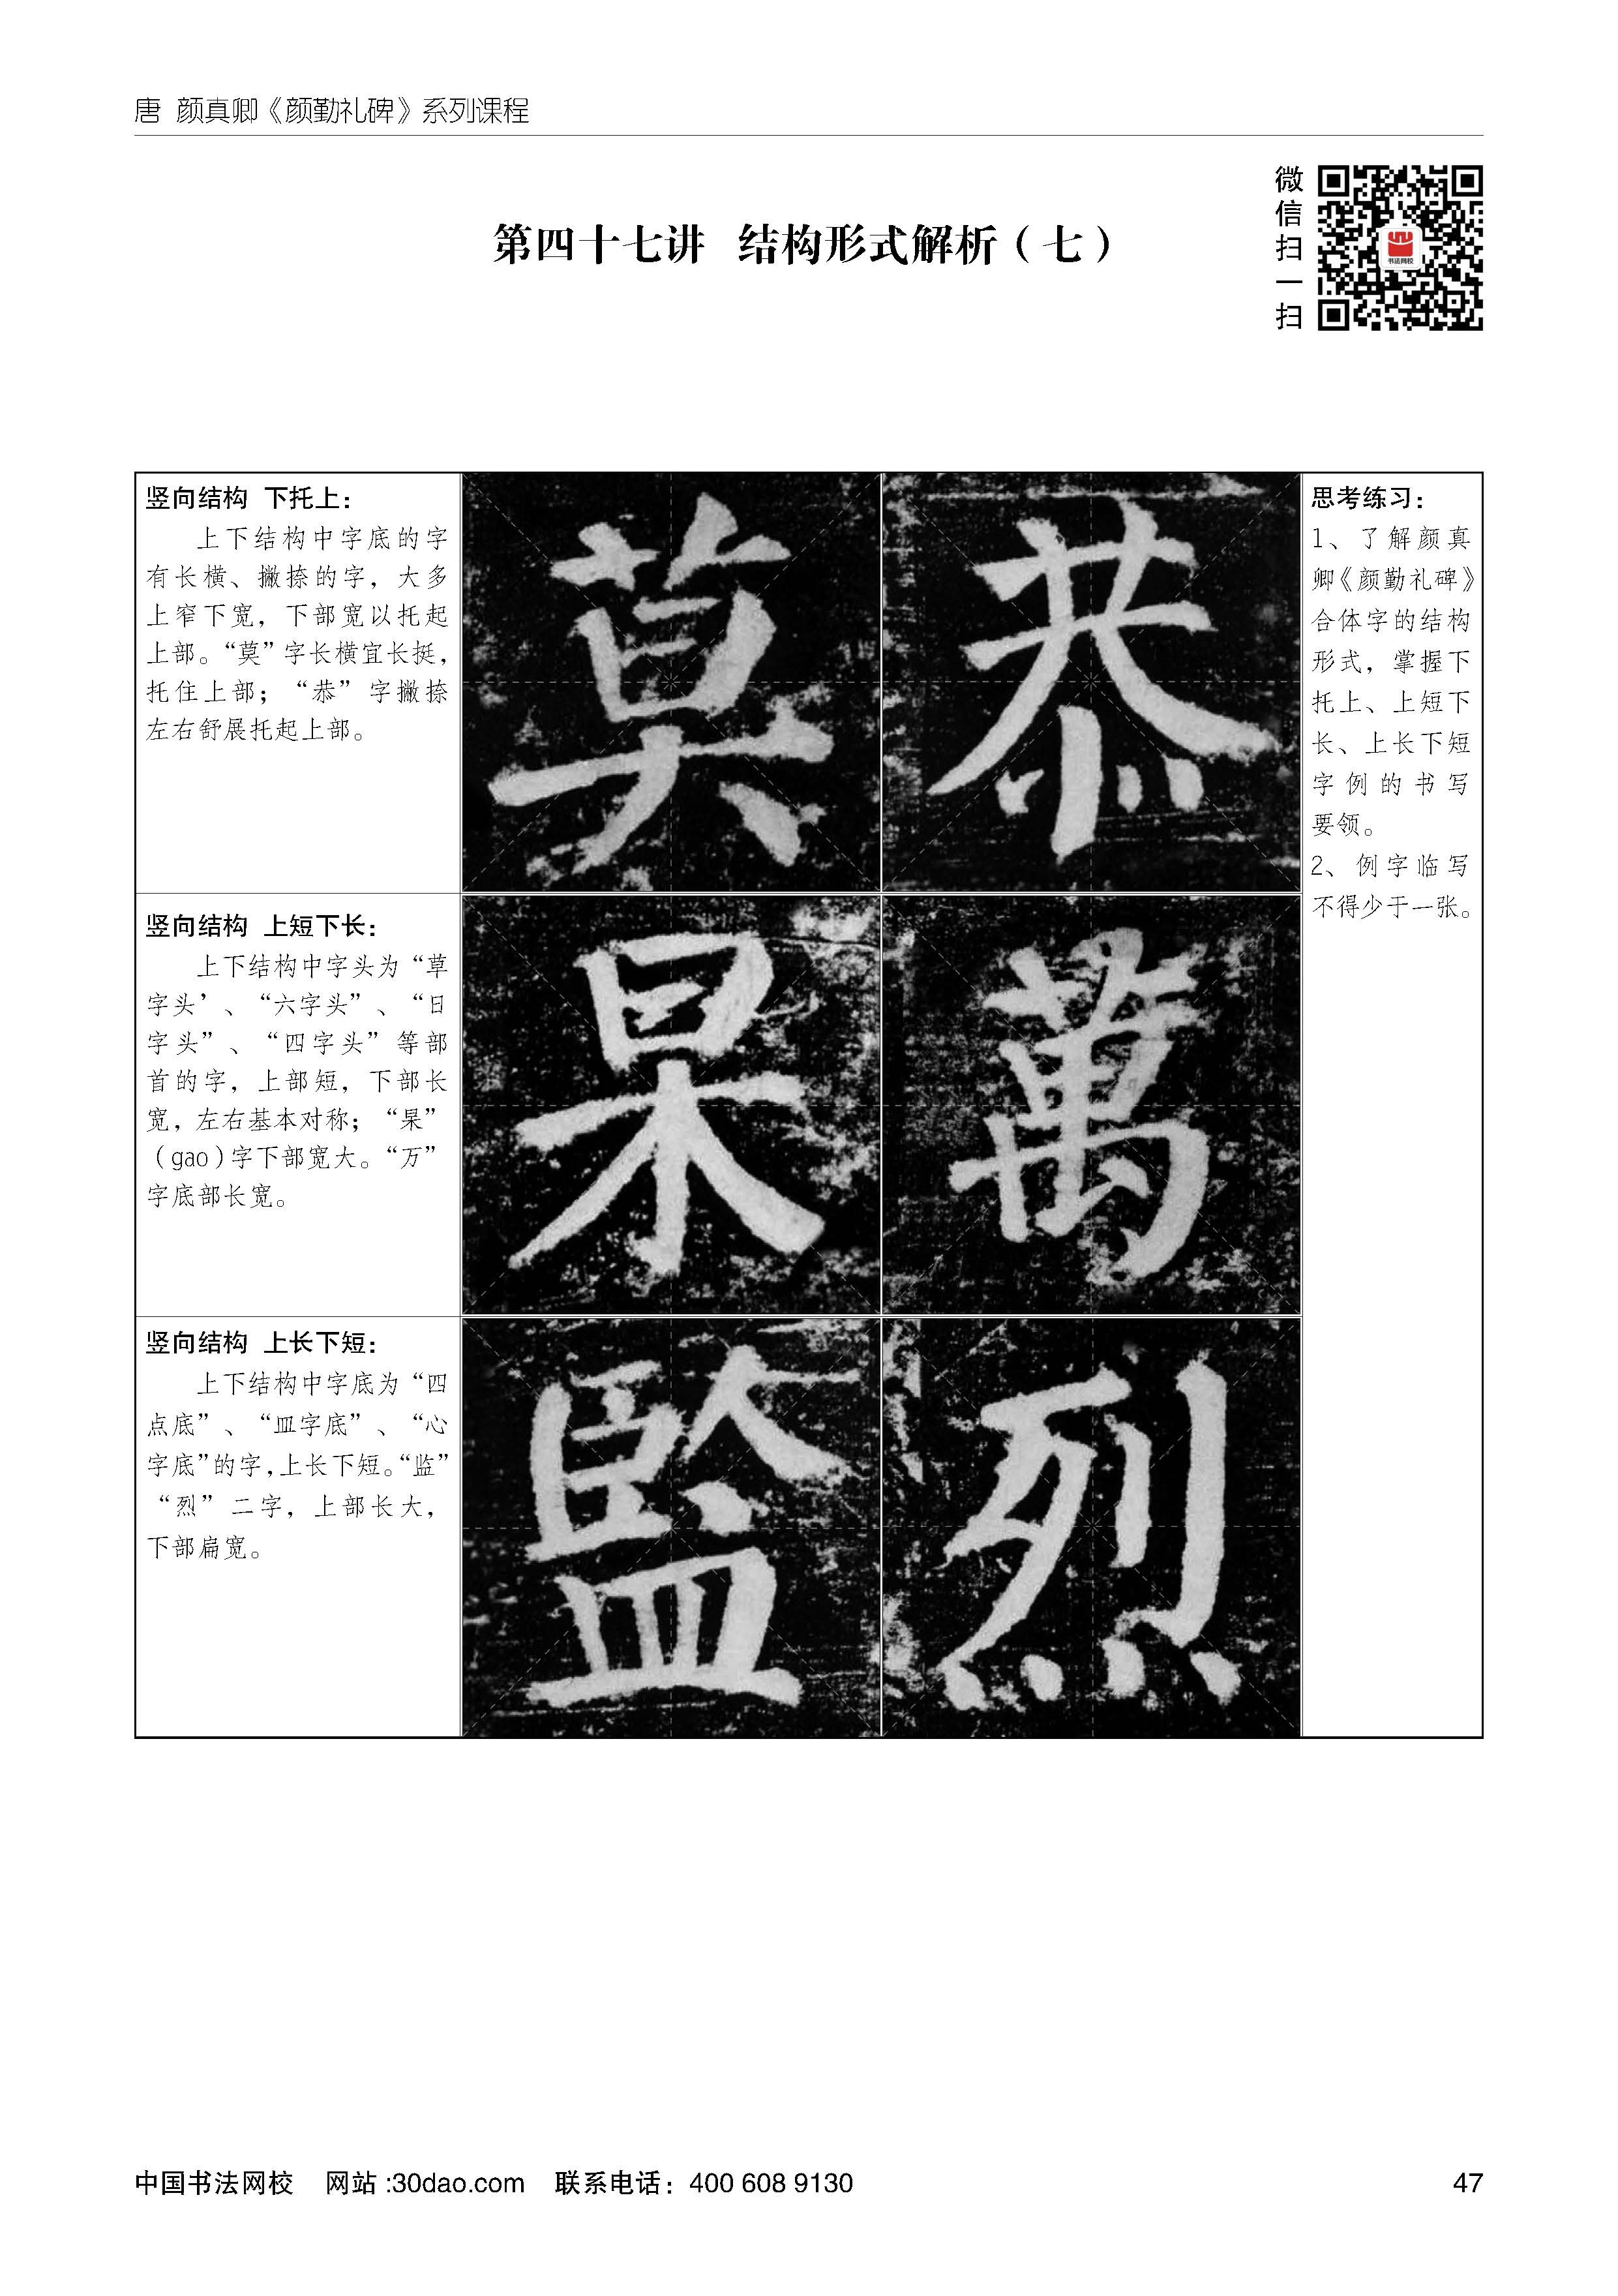 唐 颜真卿《颜勤礼碑》系列课程
微信扫一扫
书法网校
第四十七讲 结构形式解析（七）
竖向结构 下托上：
上下结构中字底的字
有长横、撇捺的字，大多
上窄下宽，下部宽以托起
上部。“莫”字长横宜长挺，
托住上部；“恭”字撇捺
左右舒展托起上部。
莫
恭
竖向结构 上短下长：
上下结构中字头为“草
字头’、“六字头”、“日
字头”、“四字头”等部
首的字，上部短，下部长
宽，左右基本对称；“杲”
（gao）字下部宽大。“万”
字底部长宽。
杲
萬
竖向结构 上长下短：
上下结构中字底为“四
点底”、“皿字底”、“心
字底”的字，上长下短。“监”
“烈”二字，上部长大，
下部扁宽。
監
烈
思考练习：
1、了解颜真
卿《颜勤礼碑》
合体字的结构
形式，掌握下
托上、上短下
长、上长下短
字例的书写
要领。
2、例字临写
不得少于一张。
中国书法网校 网站:30dao.com 联系电话：400 608 9130
47